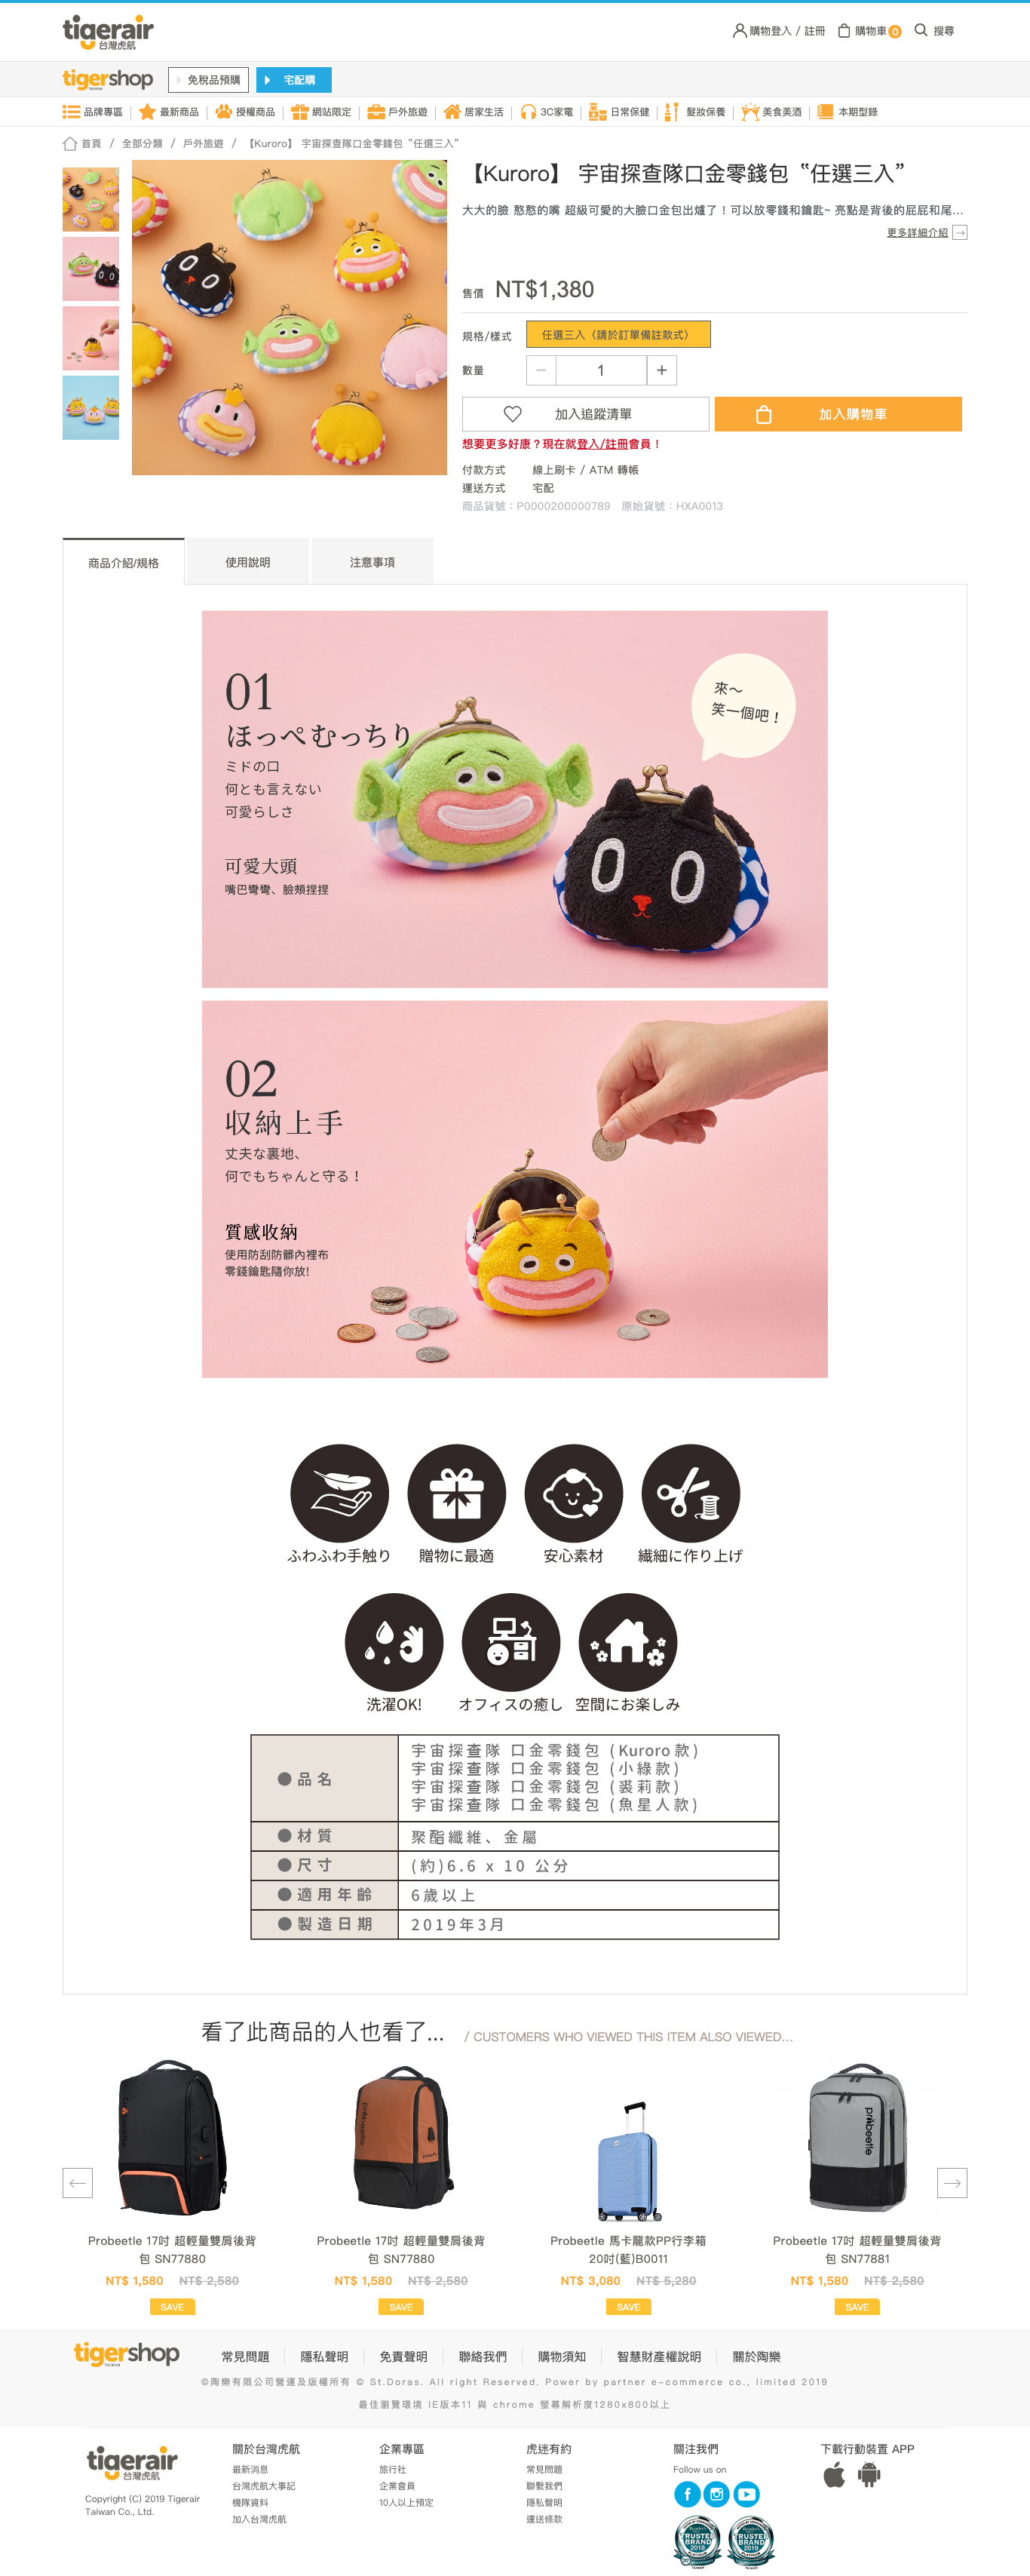 tigerair
台灣虎航
購物登入 / 註冊 購物車 0 搜尋
tigershop
taiwan
免稅品預購 宅配購
品牌專區 最新商品 授權商品 網站限定 戶外旅遊 居家生活 3C家電 日常保健 髮妝保養 美食美酒 本期型錄
首頁 / 全部分類 / 戶外旅遊 / 【Kuroro】 宇宙探查隊口金零錢包〝任選三入〞
【Kuroro】 宇宙探查隊口金零錢包〝任選三入〞
大大的臉 憨憨的嘴 超級可愛的大臉口金包出爐了！可以放零錢和鑰匙~ 亮點是背後的屁屁和尾...
更多詳細介紹
售價 NT$1,380
規格/樣式 任選三入〈請於訂單備註款式〉
數量 － 1 ＋
加入追蹤清單 加入購物車
想要更多好康？現在就登入/註冊會員！
付款方式 線上刷卡 / ATM 轉帳
運送方式 宅配
商品貨號：P0000200000789 原始貨號：HXA0013
商品介紹/規格 使用說明 注意事項
01
ほっぺむっちり
ミドの口
何とも言えない
可愛らしさ
可愛大頭
嘴巴彎彎、臉頰捏捏
來～
笑一個吧！
02
収納上手
丈夫な裏地、
何でもちゃんと守る！
質感收納
使用防刮防髒內裡布
零錢鑰匙隨你放!
ふわふわ手触り 贈物に最適 安心素材 繊細に作り上げ
洗濯OK! オフィスの癒し 空間にお楽しみ
●品名
宇宙探查隊 口金零錢包 (Kuroro款)
宇宙探查隊 口金零錢包 (小綠款)
宇宙探查隊 口金零錢包 (裘莉款)
宇宙探查隊 口金零錢包 (魚星人款)
●材質 聚酯纖維、金屬
●尺寸 (約)6.6 x 10 公分
●適用年齡 6歲以上
●製造日期 2019年3月
看了此商品的人也看了... / CUSTOMERS WHO VIEWED THIS ITEM ALSO VIEWED...
Probeetle 17吋 超輕量雙肩後背
包 SN77880
NT$ 1,580 NT$ 2,580
SAVE
Probeetle 17吋 超輕量雙肩後背
包 SN77880
NT$ 1,580 NT$ 2,580
SAVE
Probeetle 馬卡龍款PP行李箱
20吋(藍)B0011
NT$ 3,080 NT$ 5,280
SAVE
Probeetle 17吋 超輕量雙肩後背
包 SN77881
NT$ 1,580 NT$ 2,580
SAVE
tigershop
taiwan
常見問題 隱私聲明 免責聲明 聯絡我們 購物須知 智慧財產權說明 關於陶樂
©陶樂有限公司營運及版權所有 © St.Doras. All right Reserved. Power by partner e-commerce co., limited 2019
最佳瀏覽環境 IE版本11 與 chrome 螢幕解析度1280x800以上
tigerair
台灣虎航
Copyright (C) 2019 Tigerair
Taiwan Co., Ltd.
關於台灣虎航
最新消息
台灣虎航大事記
機隊資料
加入台灣虎航
企業專區
旅行社
企業會員
10人以上預定
虎迷有約
常見問題
聯繫我們
隱私聲明
運送條款
關注我們
Follow us on
TRUSTED
BRAND
2018
TRUSTED
BRAND
2019
下載行動裝置 APP